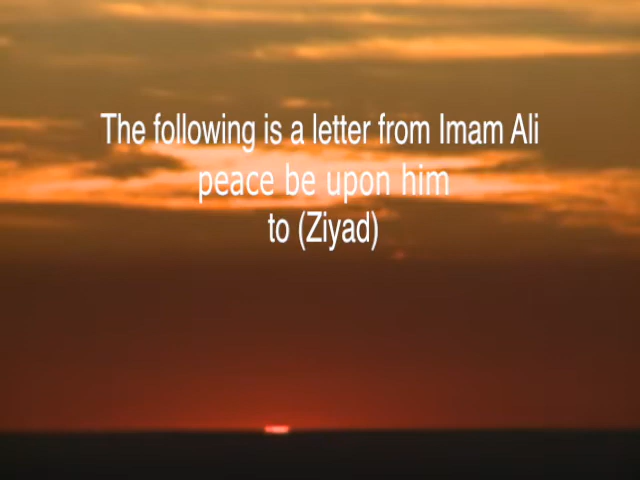 The following is a letter from Imam Ali
peace be upon him
to (Ziyad)